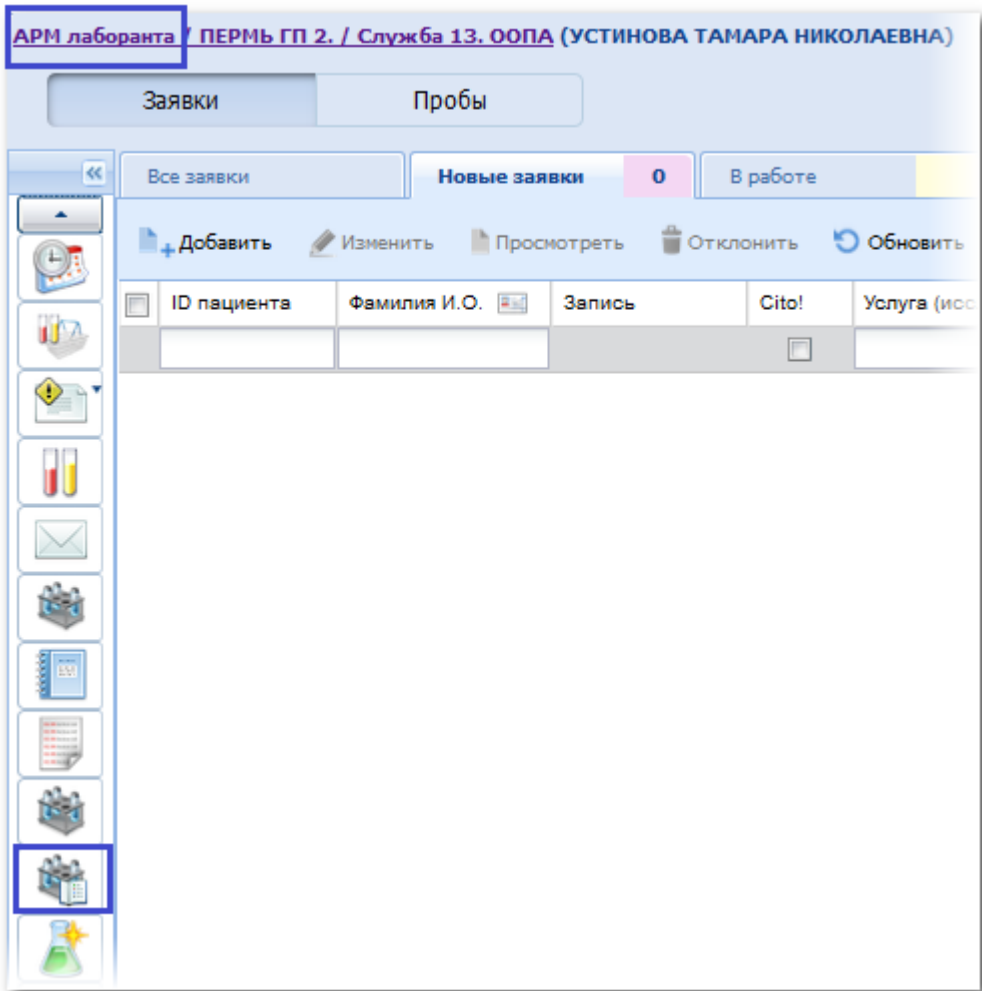 АРМ лаборанта / ПЕРМЬ ГП 2. / Служба 13. ООПА (УСТИНОВА ТАМАРА НИКОЛАЕВНА)
Заявки Пробы
Все заявки Новые заявки 0 В работе
Добавить Изменить Просмотреть Отклонить Обновить
ID пациента Фамилия И.О. Запись Cito! Услуга (исс